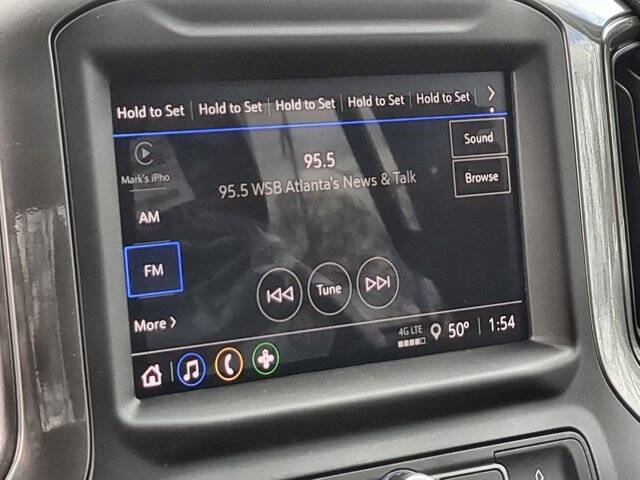 Hold to Set Hold to Set Hold to Set Hold to Set Hold to Set >
Mark's iPho
Sound
95.5
95.5 WSB Atlanta's News & Talk
Browse
AM
FM
Tune
More >
4G LTE
50° 1:54